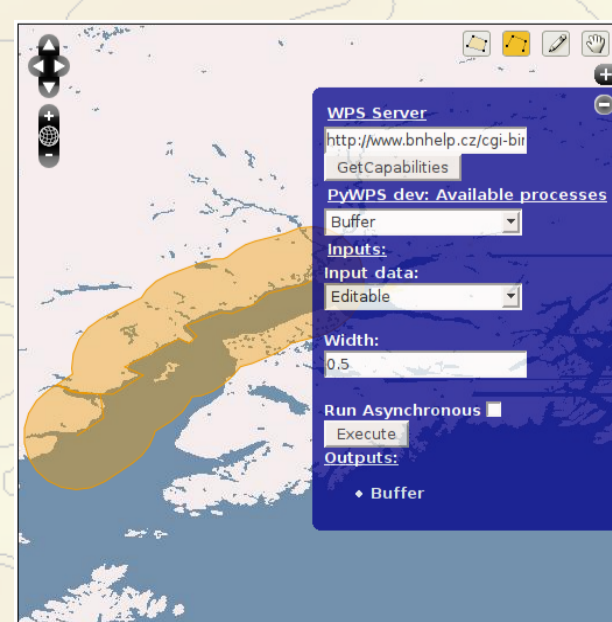 WPS Server
http://www.bnhelp.cz/cgi-bin
GetCapabilities
PyWPS dev: Available processes
Buffer
Inputs:
Input data:
Editable
Width:
0.5
Run Asynchronous
Execute
Outputs:
Buffer